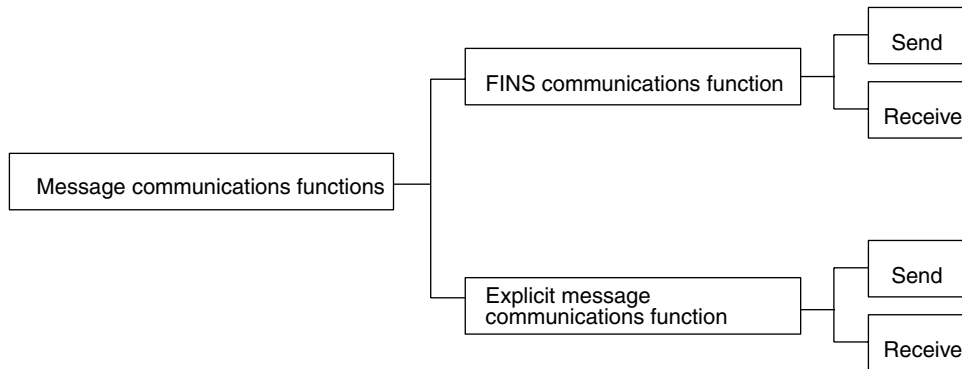 Send
FINS communications function
Receive
Message communications functions
Send
Explicit message
communications function
Receive